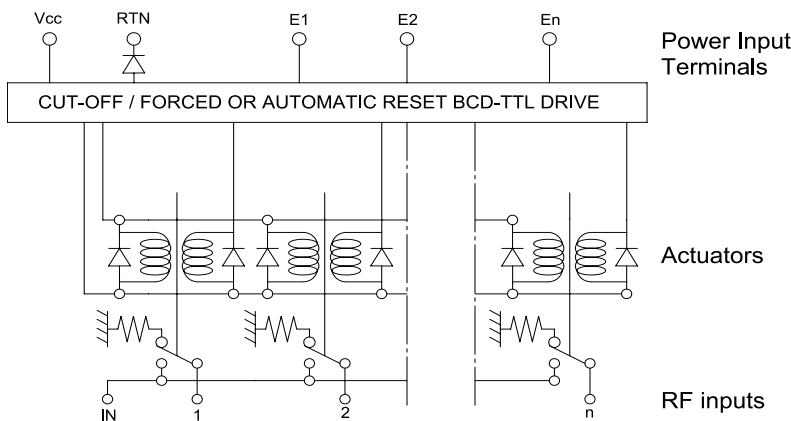 Vcc RTN E1 E2 En
Power Input
Terminals
CUT-OFF / FORCED OR AUTOMATIC RESET BCD-TTL DRIVE
Actuators
IN 1 2 n
RF inputs